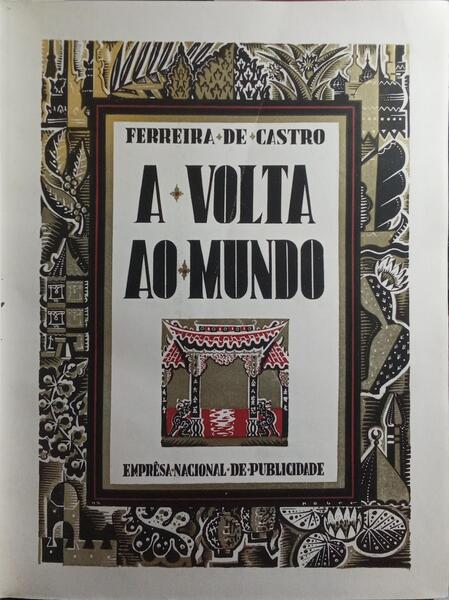 FERREIRA·DE·CASTRO
A·VOLTA
AO·MUNDO
EMPRÊSA·NACIONAL·DE·PUBLICIDADE